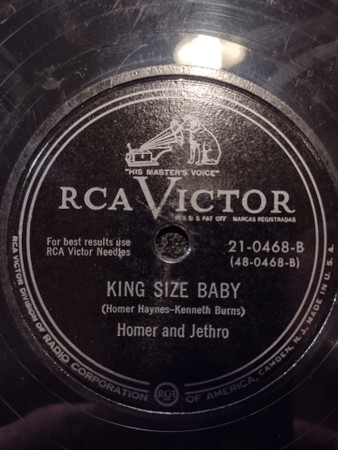 "HIS MASTER'S VOICE"
RCA VICTOR
REG. U. S. PAT. OFF. MARCAS REGISTRADAS
For best results use
RCA Victor Needles
21-0468-B
(48-0468-B)
KING SIZE BABY
(Homer Haynes-Kenneth Burns)
Homer and Jethro
RCA VICTOR DIVISION OF RADIO CORPORATION OF AMERICA, CAMDEN, N. J. MADE IN U. S. A.
RCA